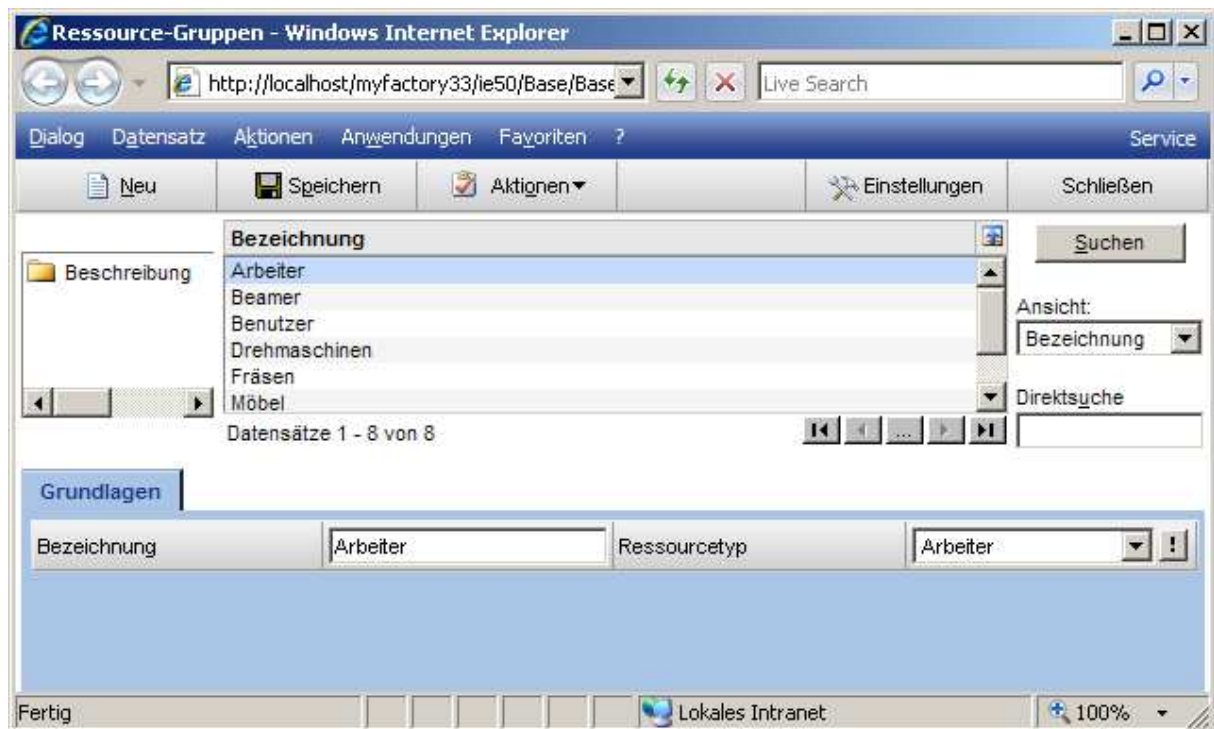 Ressource-Gruppen - Windows Internet Explorer
http://localhost/myfactory33/ie50/Base/Base
Live Search
Dialog Datensatz Aktionen Anwendungen Favoriten ? Service
Neu Speichern Aktionen Einstellungen Schließen
Bezeichnung
Suchen
Beschreibung
Arbeiter
Beamer
Benutzer
Drehmaschinen
Fräsen
Möbel
Ansicht:
Bezeichnung
Direktsuche
Datensätze 1 - 8 von 8
...
Grundlagen
Bezeichnung Arbeiter Ressourcetyp Arbeiter !
Fertig Lokales Intranet 100%